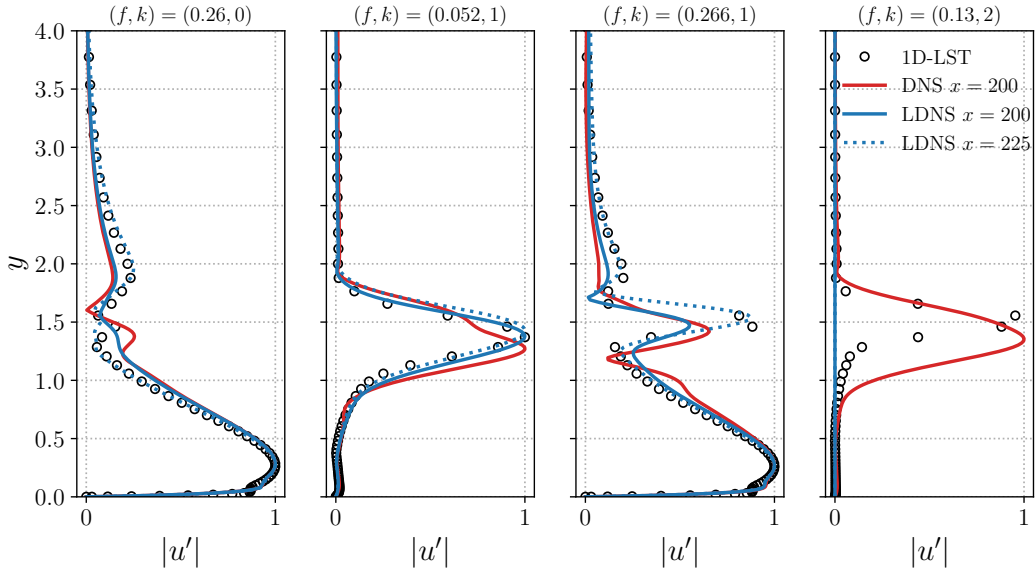 (f, k) = (0.26, 0) (f, k) = (0.052, 1) (f, k) = (0.266, 1) (f, k) = (0.13, 2)
4.0
3.5
3.0
2.5
2.0
1.5
1.0
0.5
0.0
y
1D-LST
DNS x = 200
LDNS x = 200
LDNS x = 225
0 1 0 1 0 1 0 1
|u′| |u′| |u′| |u′|